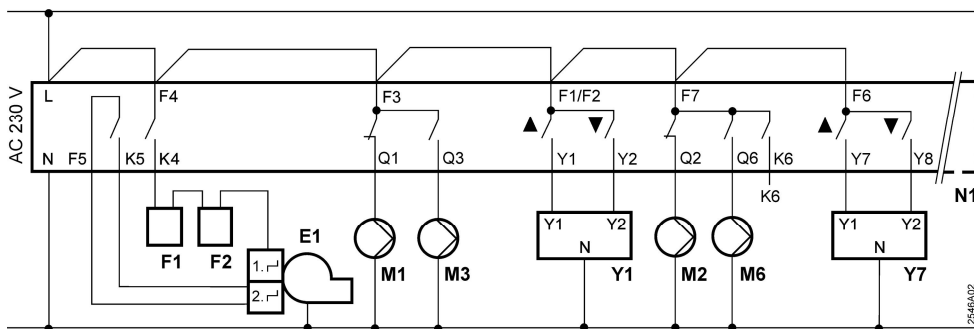 L F4 F3 F1/F2 F7 F6
AC 230 V
N F5 K5 K4 Q1 Q3 Y1 Y2 Q2 Q6 K6 Y7 Y8
K6
N1
Y1 Y2 Y1 Y2
N N
F1 F2 E1 M1 M3 Y1 M2 M6 Y7
1.
2.
2546A02